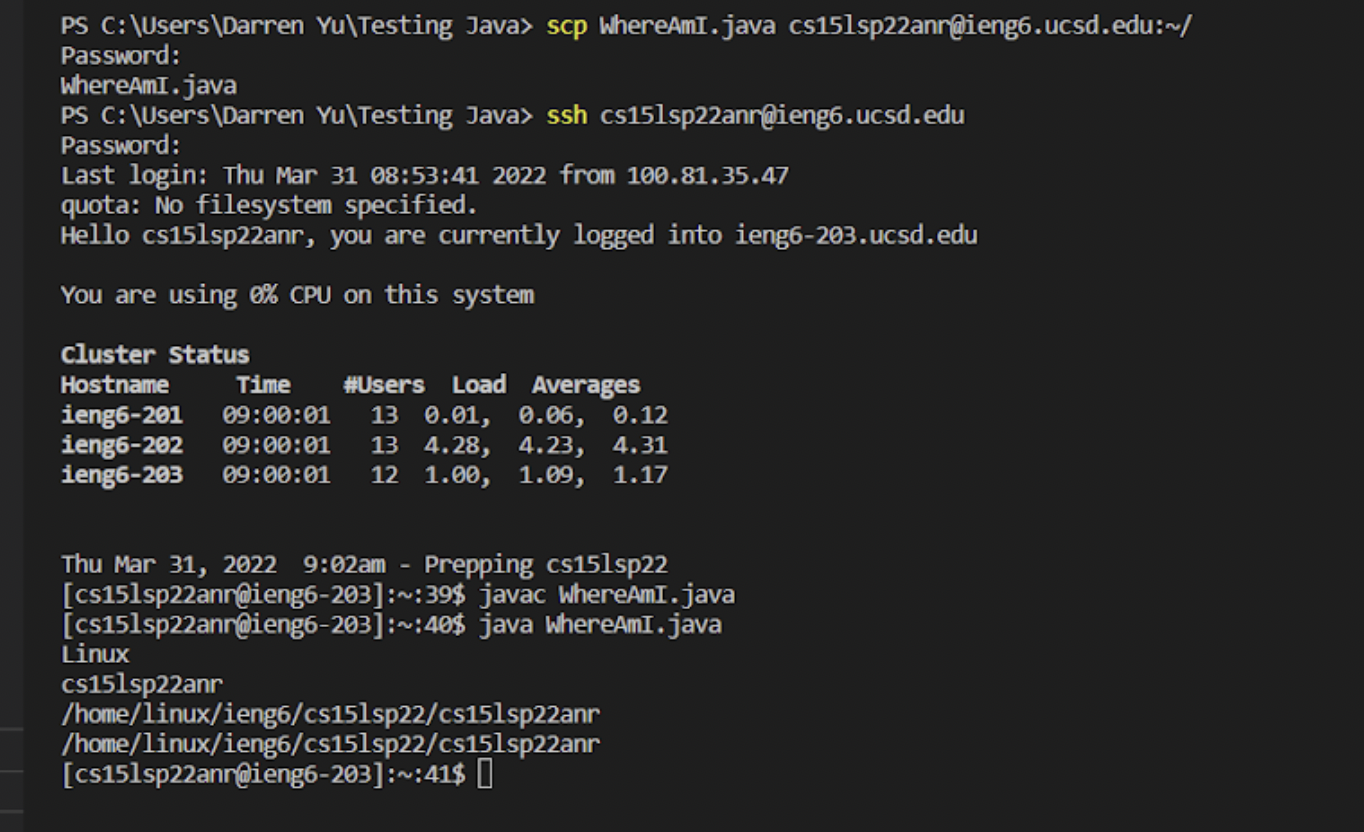 PS C:\Users\Darren Yu\Testing Java> scp WhereAmI.java cs15lsp22anr@ieng6.ucsd.edu:~/
Password:
WhereAmI.java
PS C:\Users\Darren Yu\Testing Java> ssh cs15lsp22anr@ieng6.ucsd.edu
Password:
Last login: Thu Mar 31 08:53:41 2022 from 100.81.35.47
quota: No filesystem specified.
Hello cs15lsp22anr, you are currently logged into ieng6-203.ucsd.edu
You are using 0% CPU on this system
Cluster Status
Hostname     Time    #Users  Load  Averages
ieng6-201   09:00:01   13  0.01,  0.06,  0.12
ieng6-202   09:00:01   13  4.28,  4.23,  4.31
ieng6-203   09:00:01   12  1.00,  1.09,  1.17
Thu Mar 31, 2022  9:02am - Prepping cs15lsp22
[cs15lsp22anr@ieng6-203]:~:39$ javac WhereAmI.java
[cs15lsp22anr@ieng6-203]:~:40$ java WhereAmI.java
Linux
cs15lsp22anr
/home/linux/ieng6/cs15lsp22/cs15lsp22anr
/home/linux/ieng6/cs15lsp22/cs15lsp22anr
[cs15lsp22anr@ieng6-203]:~:41$